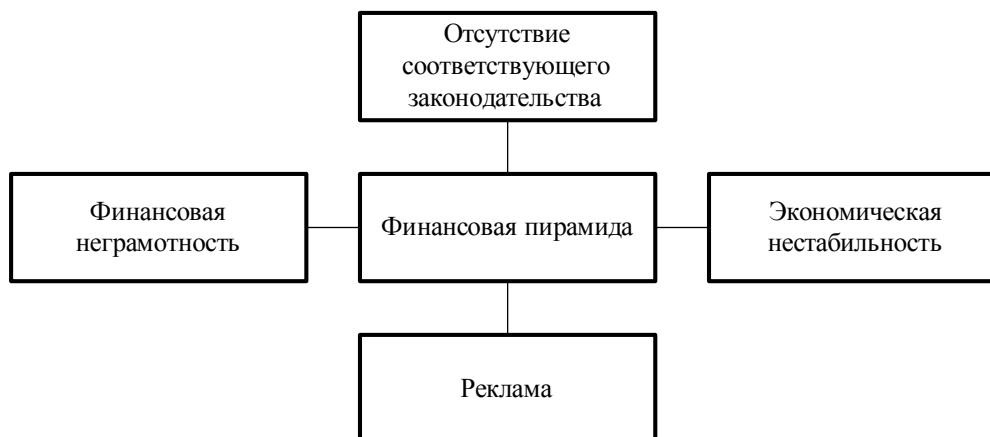 Отсутствие
соответствующего
законодательства
Финансовая
неграмотность
Финансовая пирамида
Экономическая
нестабильность
Реклама